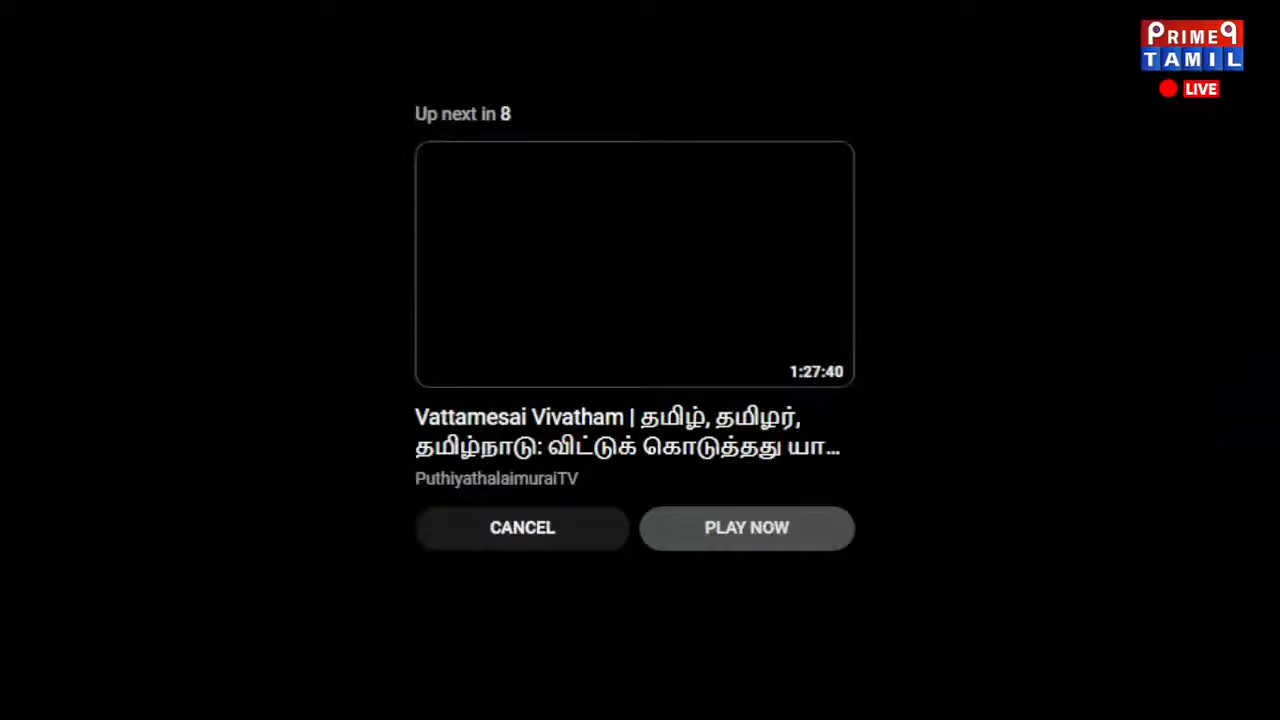 PRIME9
TAMIL
LIVE
Up next in 8
1:27:40
Vattamesai Vivatham | தமிழ், தமிழர்,
தமிழ்நாடு: விட்டுக் கொடுத்தது யா...
PuthiyathalaimuraiTV
CANCEL
PLAY NOW